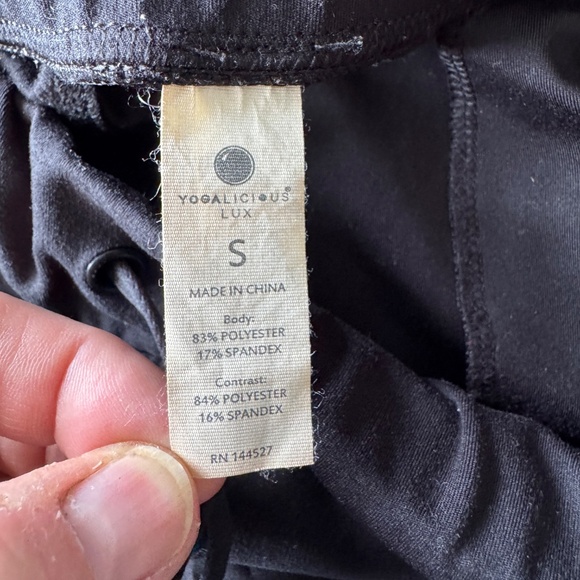 YOGALICIOUS®
LUX
S
MADE IN CHINA
Body:
83% POLYESTER
17% SPANDEX
Contrast:
84% POLYESTER
16% SPANDEX
RN 144527